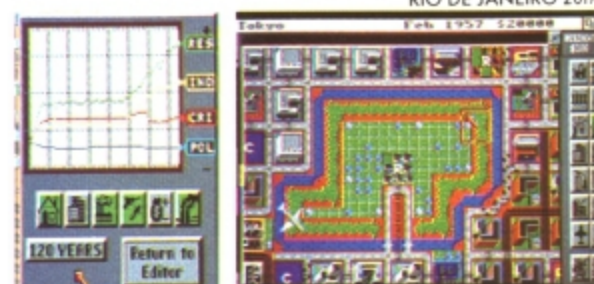 RIO DE JANEIRO
RES
IND
CRI
POL
120 YEARS
Return to
Editor
Tokyo Feb 1957 $20000
R
C
C